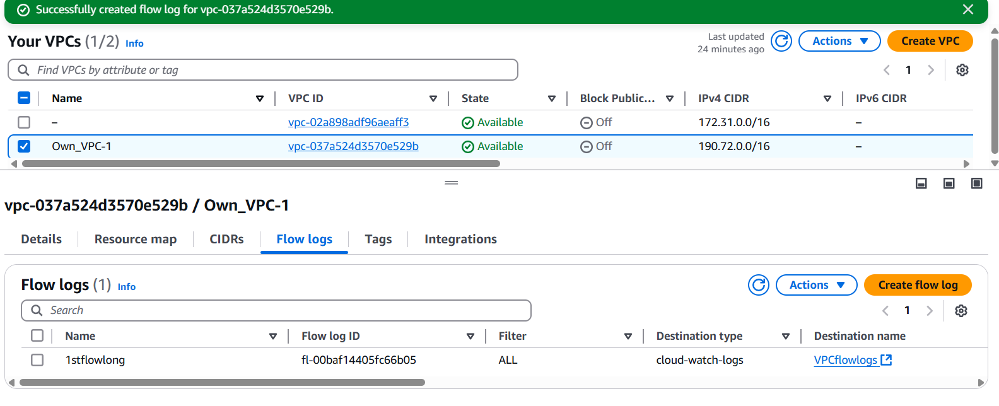 Successfully created flow log for vpc-037a524d3570e529b.
Your VPCs (1/2) Info
Last updated
24 minutes ago
Actions
Create VPC
Find VPCs by attribute or tag
1
Name VPC ID State Block Public... IPv4 CIDR IPv6 CIDR
– vpc-02a898adf96aeaff3 Available Off 172.31.0.0/16 –
Own_VPC-1 vpc-037a524d3570e529b Available Off 190.72.0.0/16 –
vpc-037a524d3570e529b / Own_VPC-1
Details Resource map CIDRs Flow logs Tags Integrations
Flow logs (1) Info
Actions
Create flow log
Search
1
Name Flow log ID Filter Destination type Destination name
1stflowlong fl-00baf14405fc66b05 ALL cloud-watch-logs VPCflowlogs